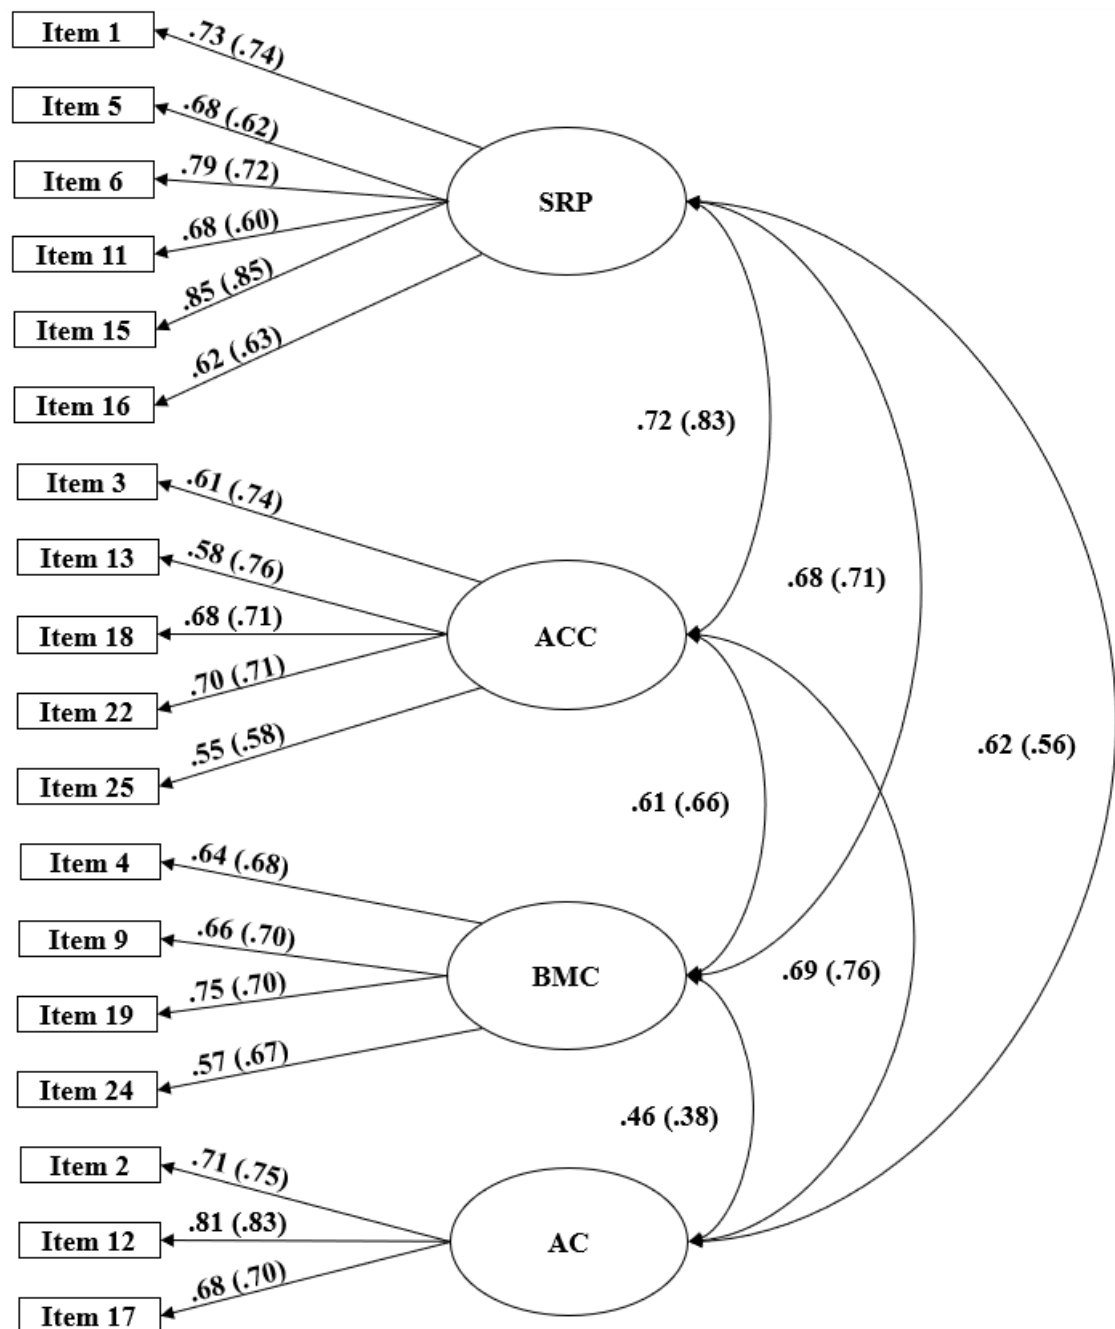 Item 1
.73 (.74)
Item 5
.68 (.62)
Item 6
.79 (.72)
SRP
Item 11
.68 (.60)
Item 15
.85 (.85)
Item 16
.62 (.63)
.72 (.83)
Item 3
.61 (.74)
Item 13
.58 (.76)
.68 (.71)
Item 18
.68 (.71)
ACC
Item 22
.70 (.71)
Item 25
.55 (.58)
.62 (.56)
.61 (.66)
Item 4
.64 (.68)
Item 9
.66 (.70)
BMC
.69 (.76)
Item 19
.75 (.70)
Item 24
.57 (.67)
.46 (.38)
Item 2
.71 (.75)
Item 12
.81 (.83)
AC
Item 17
.68 (.70)